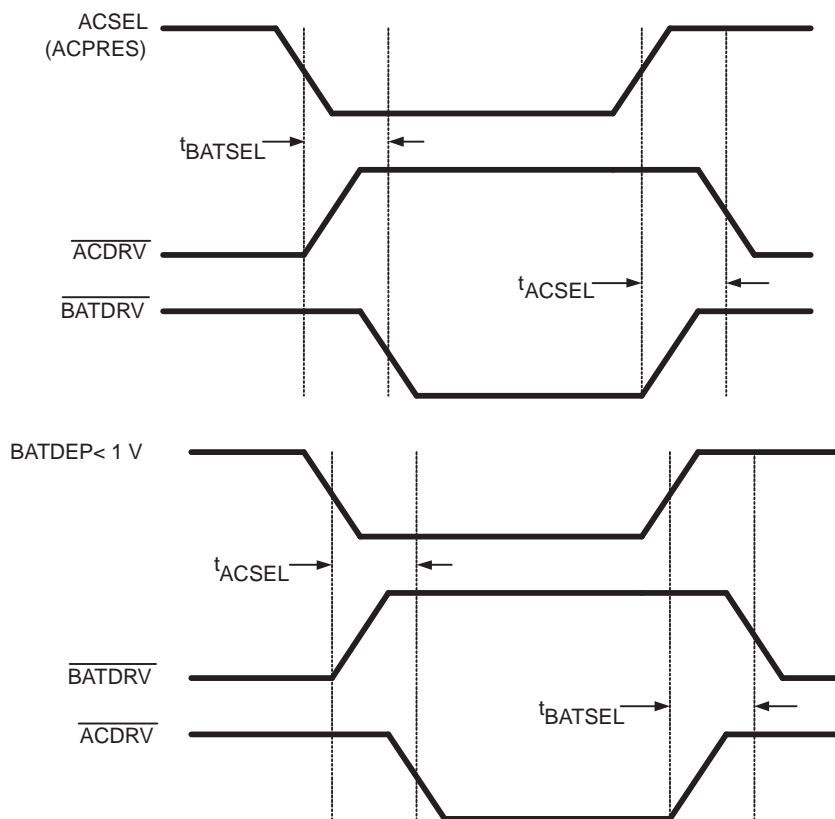 ACSEL
(ACPRES)
tBATSEL
ACDRV
tACSEL
BATDRV
BATDEP< 1 V
tACSEL
BATDRV
tBATSEL
ACDRV